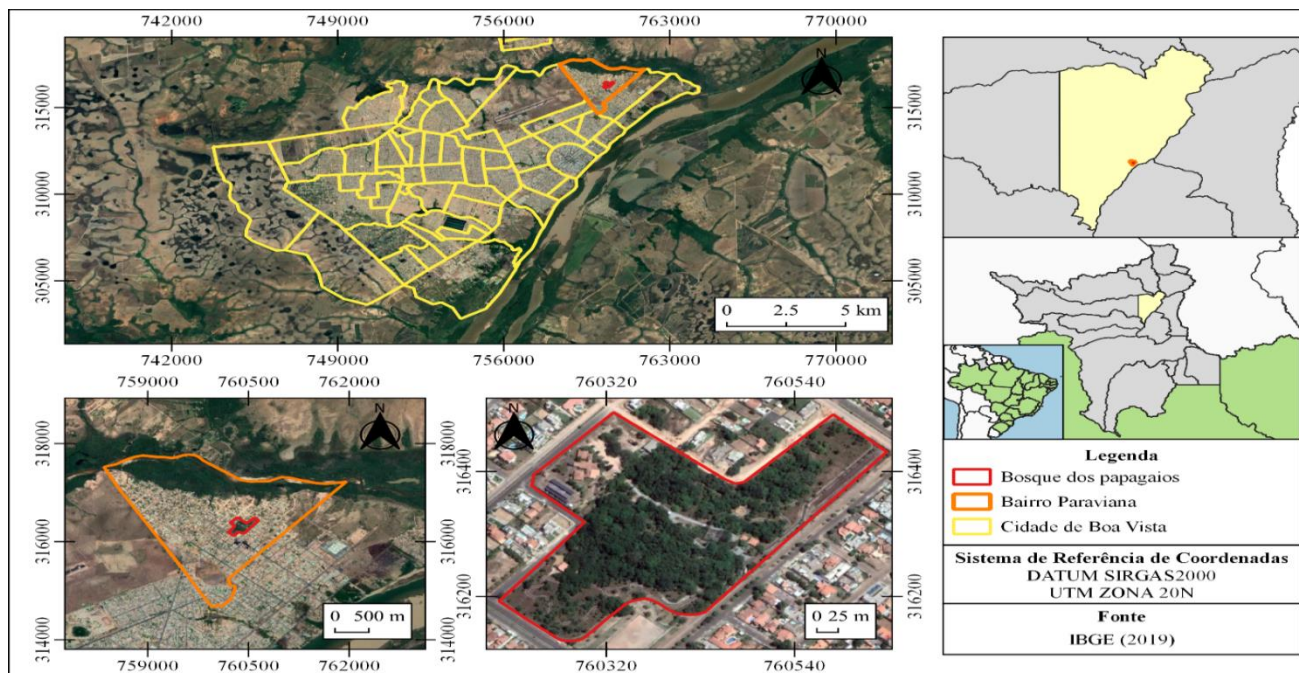 742000 749000 756000 763000 770000
N
315000 315000
310000 310000
305000 305000
0 2.5 5 km
742000 749000 756000 763000 770000
759000 760500 762000
N
318000 318000
316000 316000
314000 314000
0 500 m
759000 760500 762000
760320 760540
N
316400 316400
316200 316200
0 25 m
760320 760540
Legenda
Bosque dos papagaios
Bairro Paraviana
Cidade de Boa Vista
Sistema de Referência de Coordenadas
DATUM SIRGAS2000
UTM ZONA 20N
Fonte
IBGE (2019)